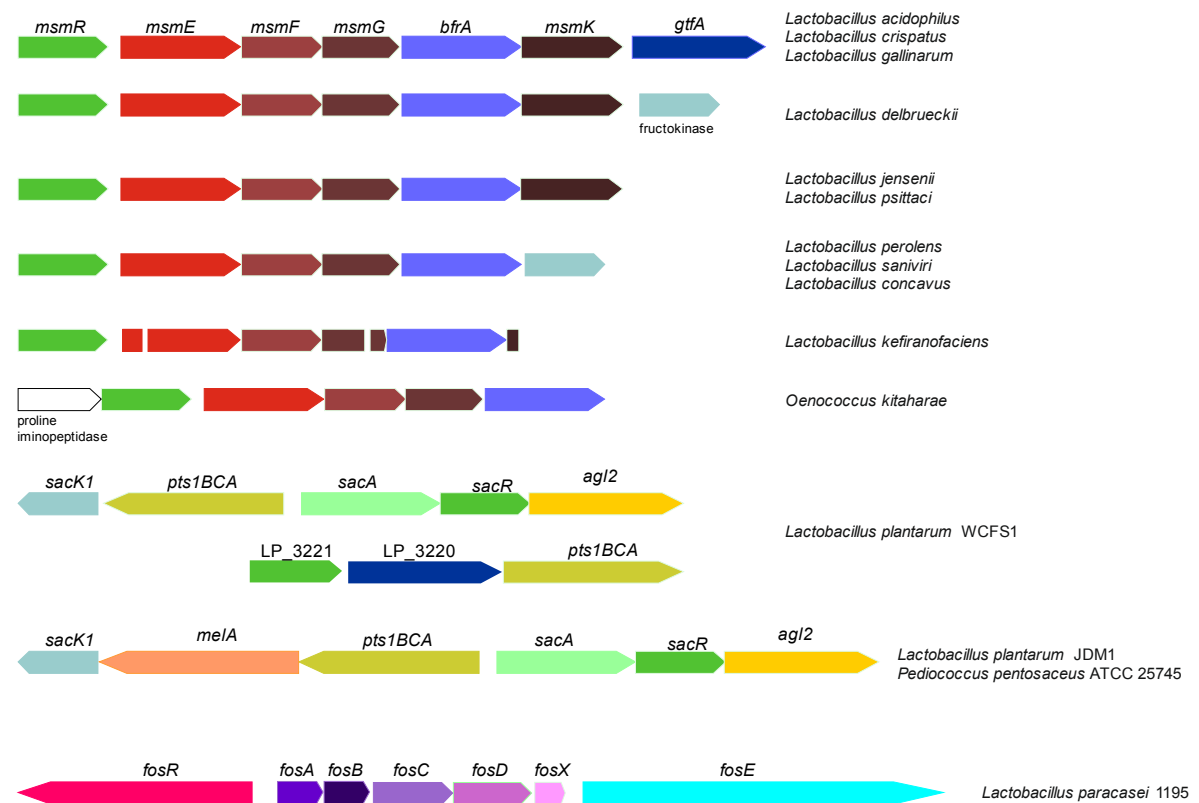 msmR msmE msmF msmG bfrA msmK gtfA
Lactobacillus acidophilus
Lactobacillus crispatus
Lactobacillus gallinarum
fructokinase
Lactobacillus delbrueckii
Lactobacillus jensenii
Lactobacillus psittaci
Lactobacillus perolens
Lactobacillus saniviri
Lactobacillus concavus
Lactobacillus kefiranofaciens
proline
iminopeptidase
Oenococcus kitaharae
sacK1 pts1BCA sacA sacR agl2
Lactobacillus plantarum WCFS1
LP_3221 LP_3220 pts1BCA
sacK1 melA pts1BCA sacA sacR agl2
Lactobacillus plantarum JDM1
Pediococcus pentosaceus ATCC 25745
fosR fosA fosB fosC fosD fosX fosE
Lactobacillus paracasei 1195